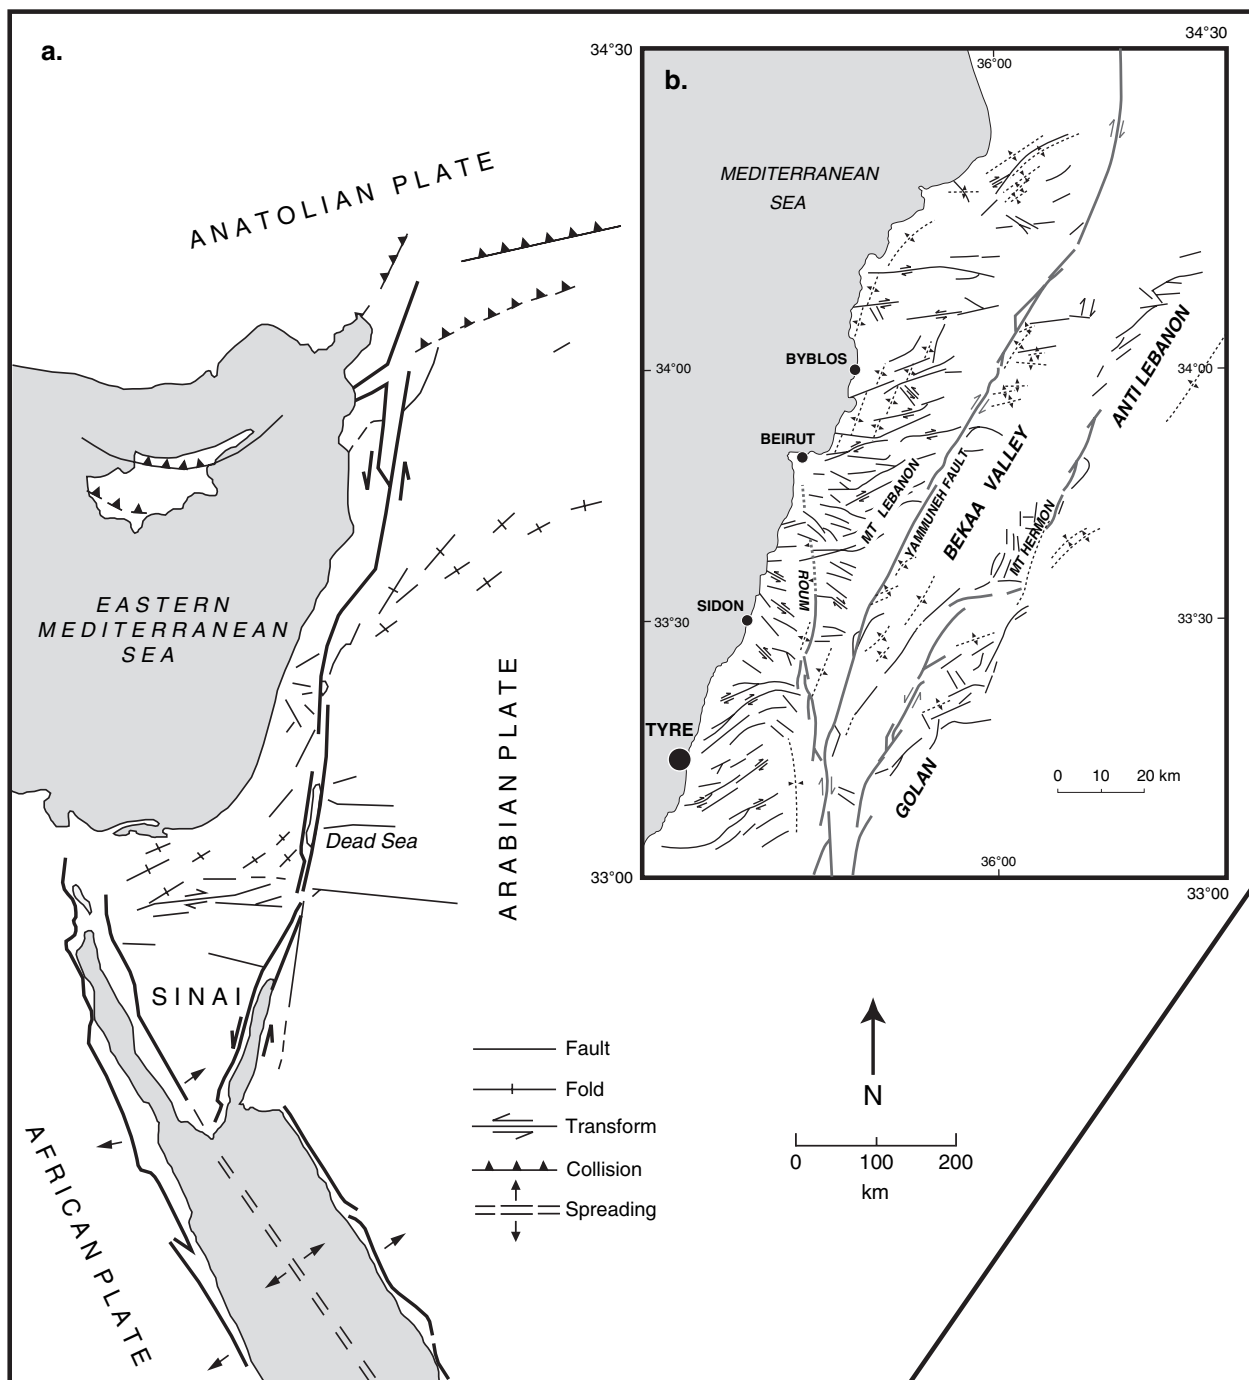 a.
ANATOLIAN PLATE
EASTERN
MEDITERRANEAN
SEA
ARABIAN PLATE
Dead Sea
SINAI
AFRICAN PLATE
Fault
Fold
Transform
Collision
Spreading
N
0 100 200
km
34°30
34°30
36°00
b.
MEDITERRANEAN
SEA
BYBLOS
34°00
34°00
ANTI LEBANON
BEIRUT
MT LEBANON
YAMMUNEH FAULT
BEKAA VALLEY
MT HERMON
ROUM
SIDON
33°30
33°30
TYRE
GOLAN
0 10 20 km
36°00
33°00
33°00